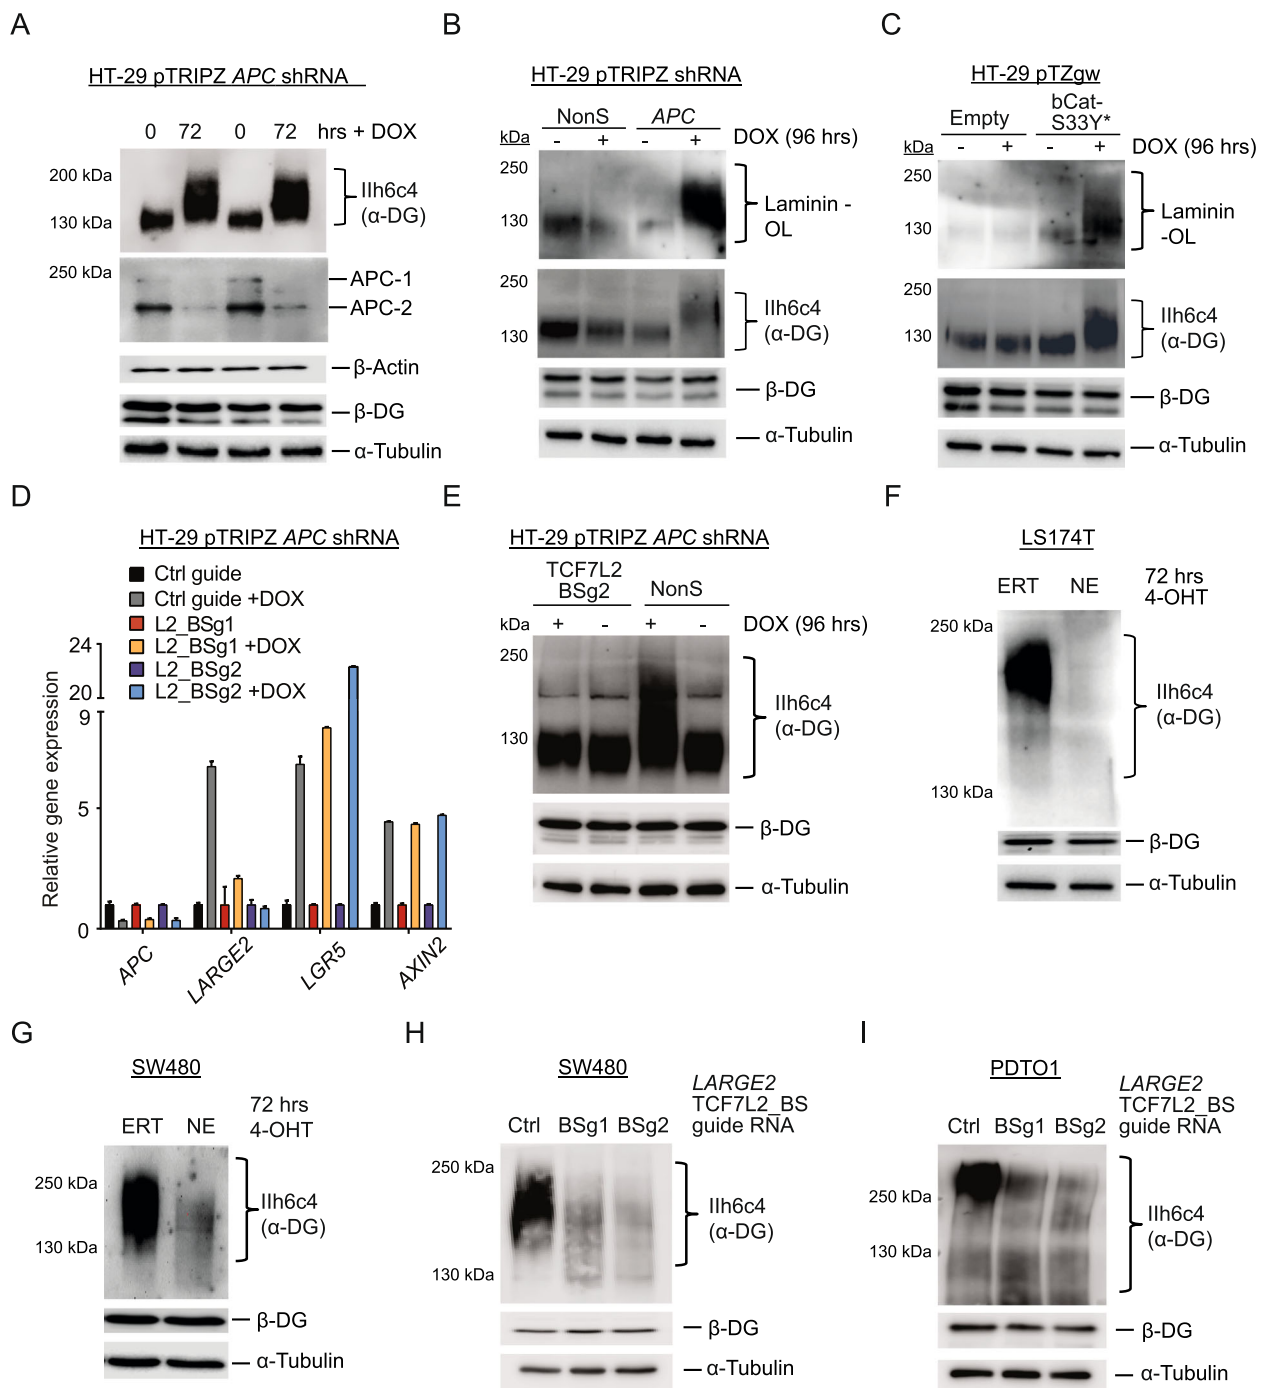 A
HT-29 pTRIPZ APC shRNA
0 72 0 72 hrs + DOX
200 kDa
130 kDa
IIh6c4
(α-DG)
250 kDa
APC-1
APC-2
β-Actin
β-DG
α-Tubulin
B
HT-29 pTRIPZ shRNA
NonS APC
kDa - + - + DOX (96 hrs)
250
130
Laminin -
OL
250
130
IIh6c4
(α-DG)
β-DG
α-Tubulin
C
HT-29 pTZgw
Empty bCat-
S33Y*
kDa - + - + DOX (96 hrs)
250
130
Laminin
-OL
250
130
IIh6c4
(α-DG)
β-DG
α-Tubulin
D
HT-29 pTRIPZ APC shRNA
Ctrl guide
Ctrl guide +DOX
L2_BSg1
L2_BSg1 +DOX
L2_BSg2
L2_BSg2 +DOX
Relative gene expression
24
20
9
5
0
APC LARGE2 LGR5 AXIN2
E
HT-29 pTRIPZ APC shRNA
TCF7L2
BSg2 NonS
kDa + - + - DOX (96 hrs)
250
130
IIh6c4
(α-DG)
β-DG
α-Tubulin
F
LS174T
ERT NE 72 hrs
4-OHT
250 kDa
130 kDa
IIh6c4
(α-DG)
β-DG
α-Tubulin
G
SW480
ERT NE 72 hrs
4-OHT
250 kDa
130 kDa
IIh6c4
(α-DG)
β-DG
α-Tubulin
H
SW480
LARGE2
TCF7L2_BS
guide RNA
Ctrl BSg1 BSg2
250 kDa
130 kDa
IIh6c4
(α-DG)
β-DG
α-Tubulin
I
PDTO1
LARGE2
TCF7L2_BS
guide RNA
Ctrl BSg1 BSg2
250 kDa
130 kDa
IIh6c4
(α-DG)
β-DG
α-Tubulin